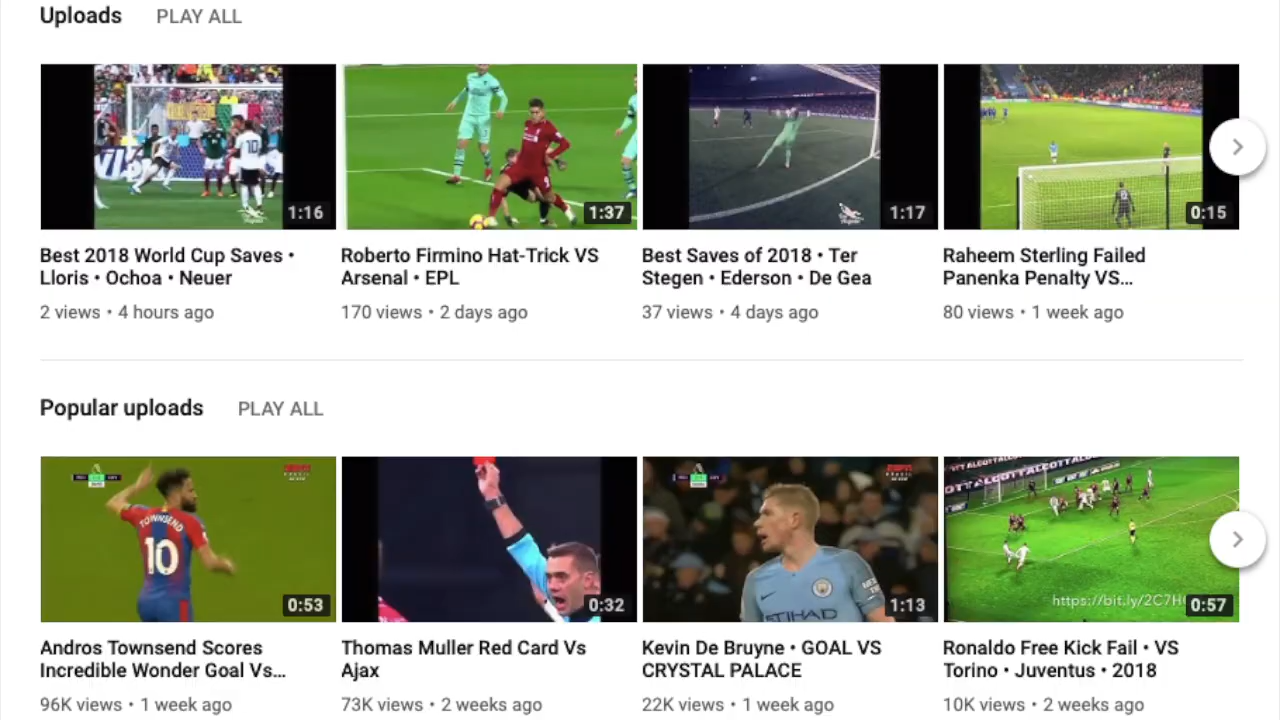 Uploads PLAY ALL
10
1:16
1:37
1:17
0:15
Best 2018 World Cup Saves •
Lloris • Ochoa • Neuer
2 views • 4 hours ago
Roberto Firmino Hat-Trick VS
Arsenal • EPL
170 views • 2 days ago
Best Saves of 2018 • Ter
Stegen • Ederson • De Gea
37 views • 4 days ago
Raheem Sterling Failed
Panenka Penalty VS...
80 views • 1 week ago
Popular uploads PLAY ALL
TOWNSEND
10
0:53
0:32
ETIHAD
1:13
https://bit.ly/2C7H
0:57
Andros Townsend Scores
Incredible Wonder Goal Vs...
96K views • 1 week ago
Thomas Muller Red Card Vs
Ajax
73K views • 2 weeks ago
Kevin De Bruyne • GOAL VS
CRYSTAL PALACE
22K views • 1 week ago
Ronaldo Free Kick Fail • VS
Torino • Juventus • 2018
10K views • 2 weeks ago